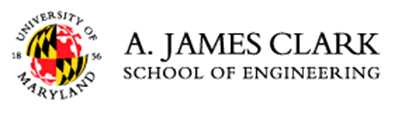 UNIVERSITY OF
18 56
MARYLAND
A. JAMES CLARK
SCHOOL OF ENGINEERING